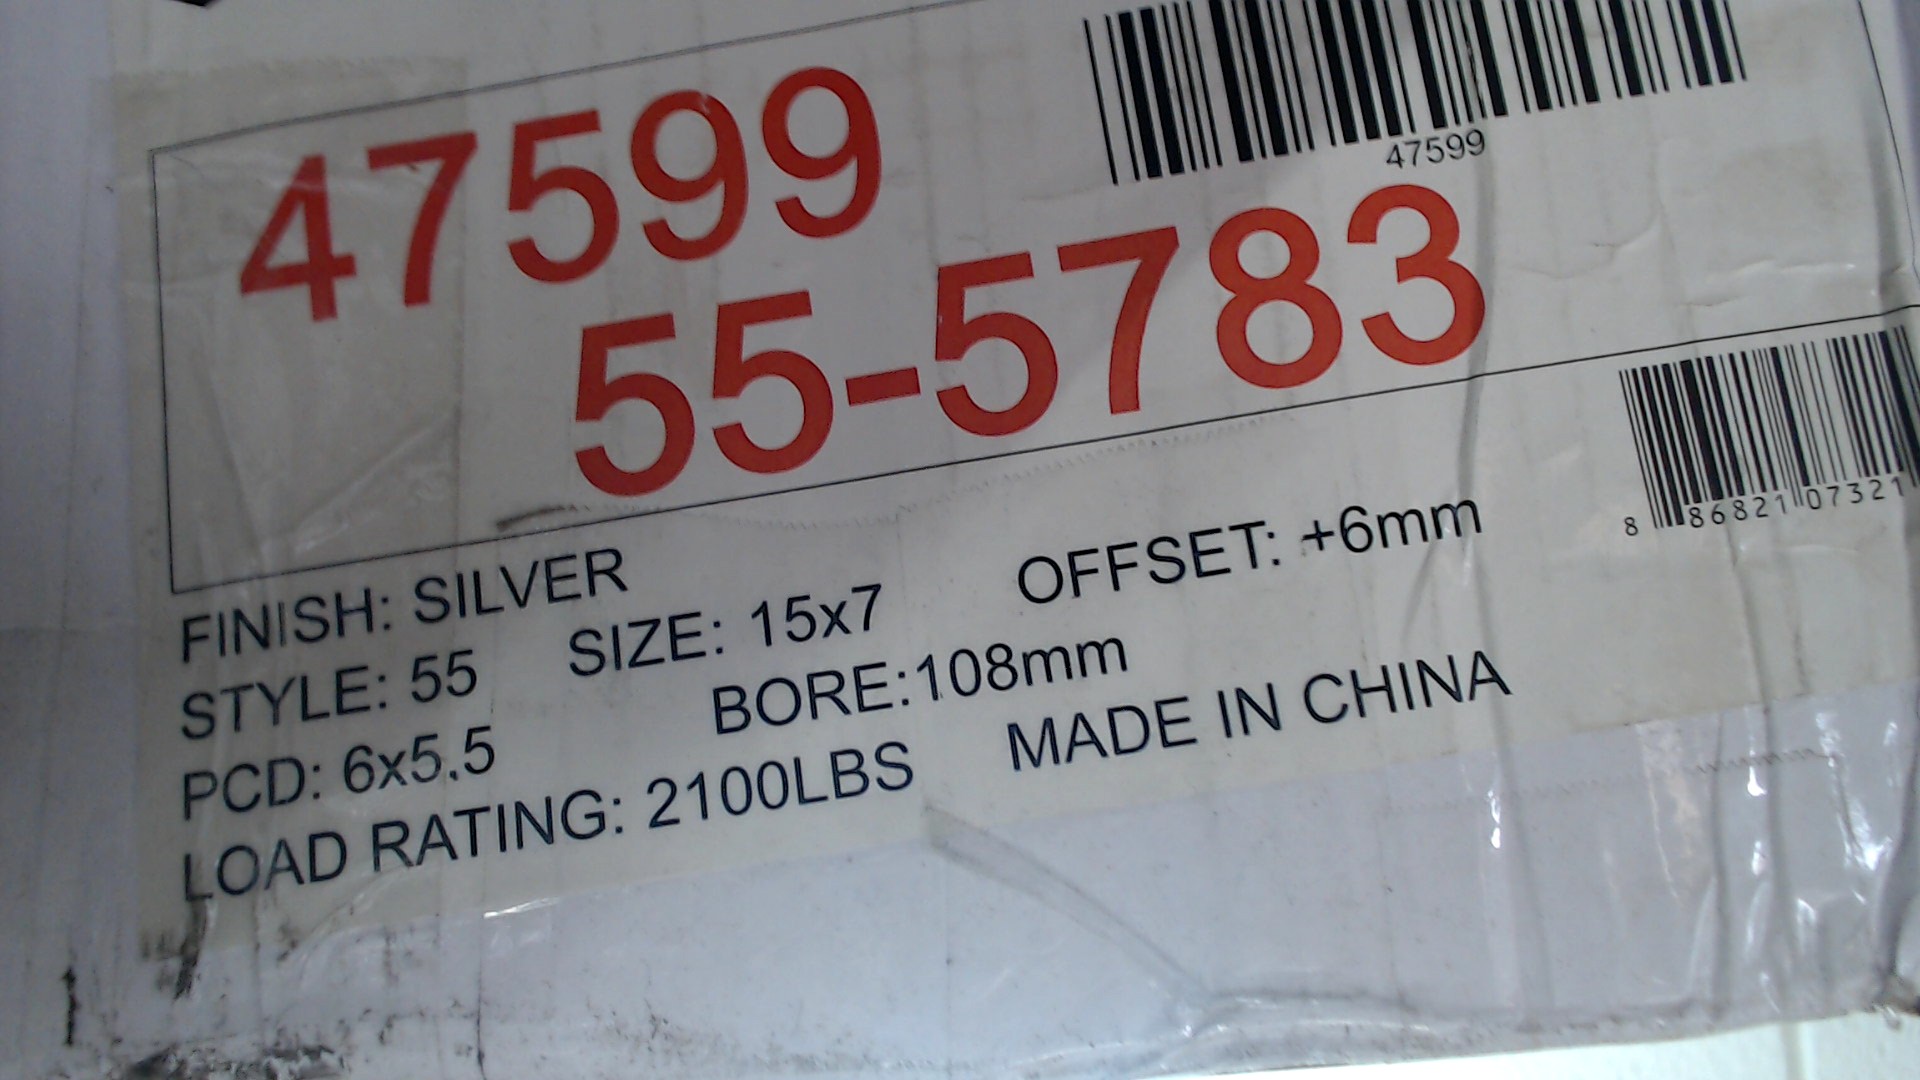 47599
47599
55-5783
8 86821 07321
FINISH: SILVER
STYLE: 55 SIZE: 15x7 OFFSET: +6mm
PCD: 6x5.5 BORE:108mm
LOAD RATING: 2100LBS MADE IN CHINA